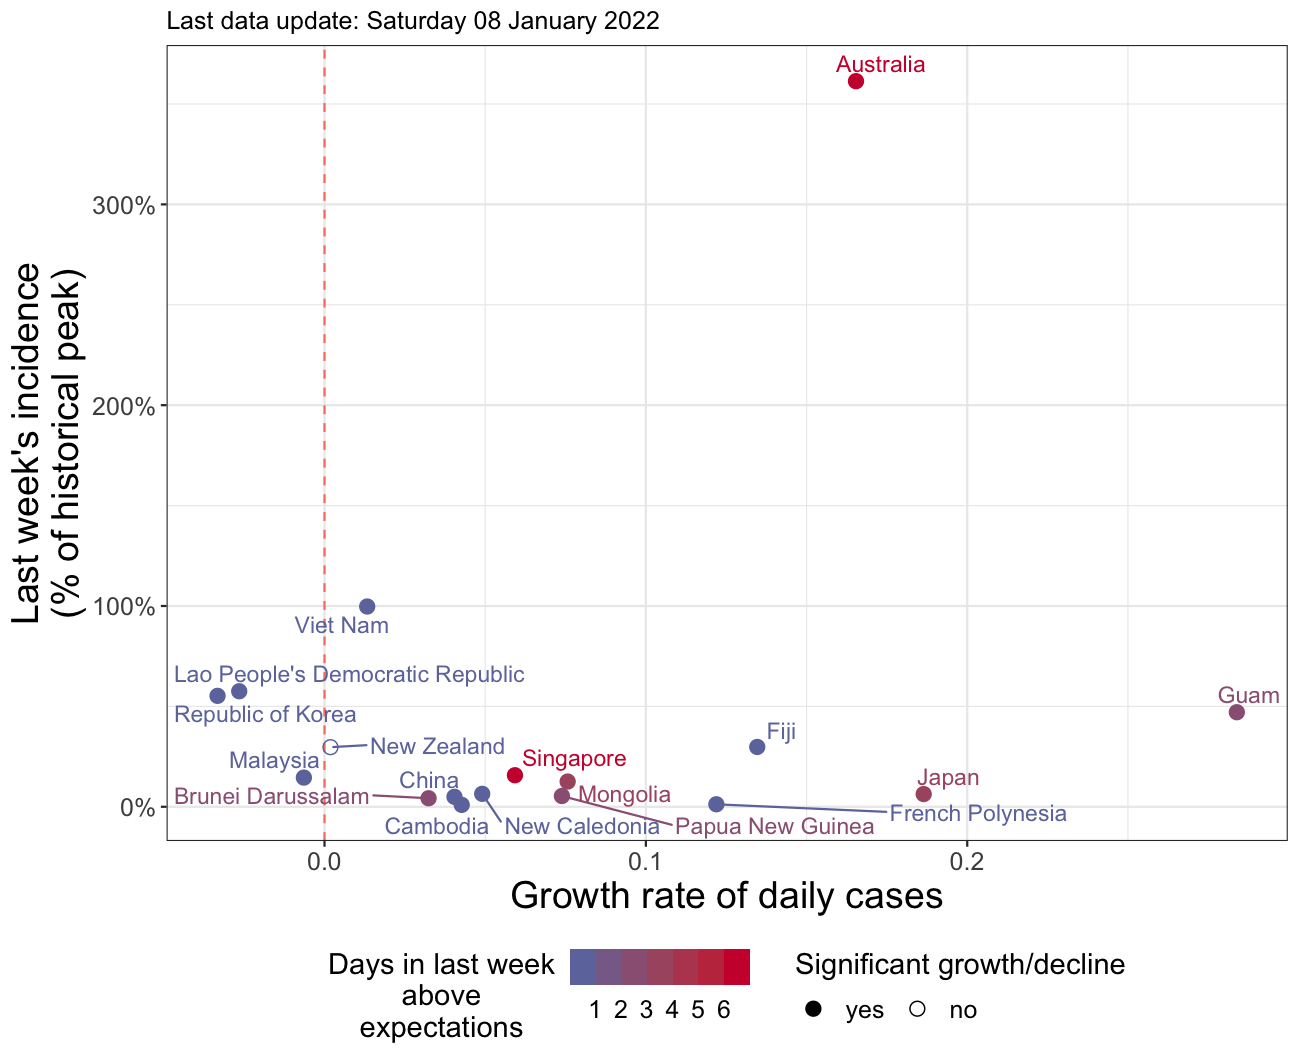 Last data update: Saturday 08 January 2022
Last week's incidence
(% of historical peak)
300%
200%
100%
0%
Australia
Viet Nam
Lao People's Democratic Republic
Republic of Korea
Guam
Fiji
New Zealand
Malaysia
Singapore
China
Japan
Brunei Darussalam
Mongolia
French Polynesia
Cambodia
New Caledonia
Papua New Guinea
0.0
0.1
0.2
Growth rate of daily cases
Days in last week
above
expectations
1 2 3 4 5 6
Significant growth/decline
yes
no